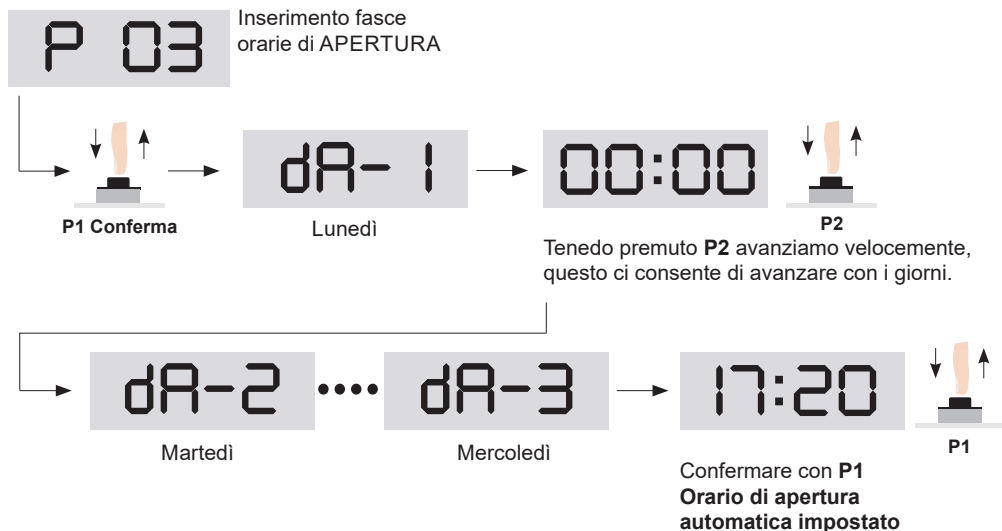 P 03
Inserimento fasce
orarie di APERTURA
P1 Conferma
dA-1
Lunedì
00:00
P2
Tenedo premuto P2 avanziamo velocemente,
questo ci consente di avanzare con i giorni.
dA-2
Martedì
dA-3
Mercoledì
17:20
P1
Confermare con P1
Orario di apertura
automatica impostato